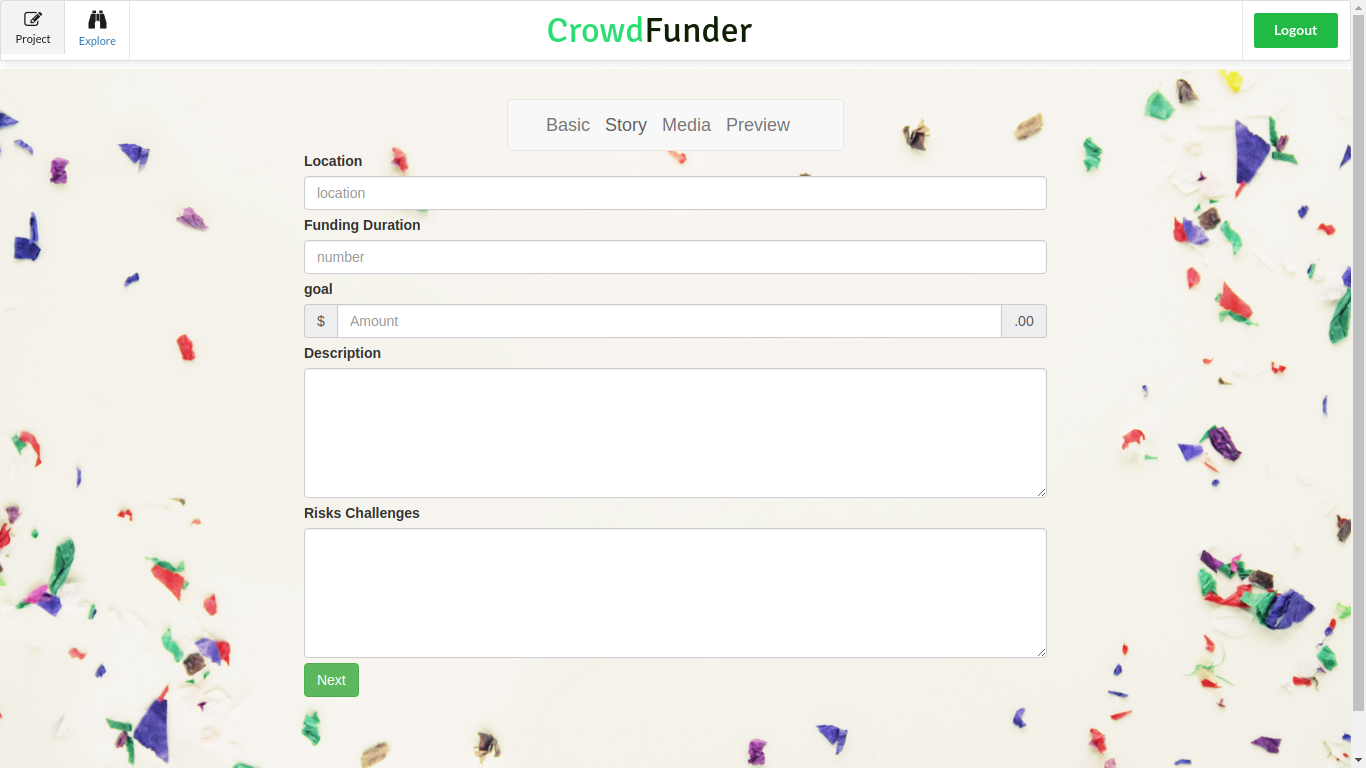 Project
Explore
CrowdFunder
Logout
Basic Story Media Preview
Location
location
Funding Duration
number
goal
$ Amount .00
Description
Risks Challenges
Next